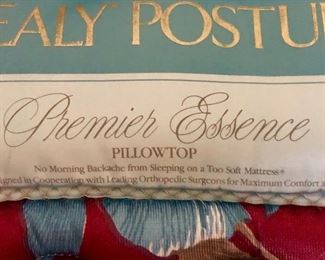 EALY POSTU
Premier Essence
PILLOWTOP
No Morning Backache from Sleeping on a Too Soft Mattress®
igned in Cooperation with Leading Orthopedic Surgeons for Maximum Comfort a